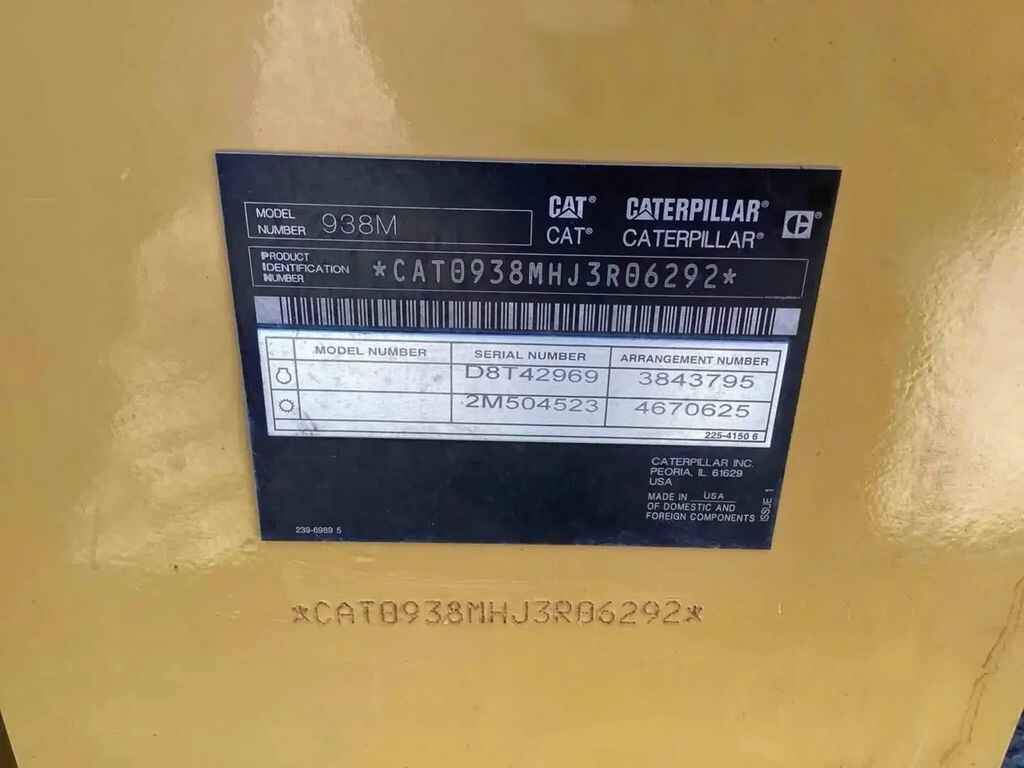 CAT® CATERPILLAR®
MODEL NUMBER 938M
CAT® CATERPILLAR®
PRODUCT IDENTIFICATION NUMBER *CAT0938MHJ3R06292*
MODEL NUMBER SERIAL NUMBER ARRANGEMENT NUMBER
D8T42969 3843795
2M504523 4670625
225-4150 6
CATERPILLAR INC.
PEORIA, IL 61629
USA
MADE IN USA
OF DOMESTIC AND
FOREIGN COMPONENTS
ISSUE 1
239-6989 5
*CAT0938MHJ3R06292*